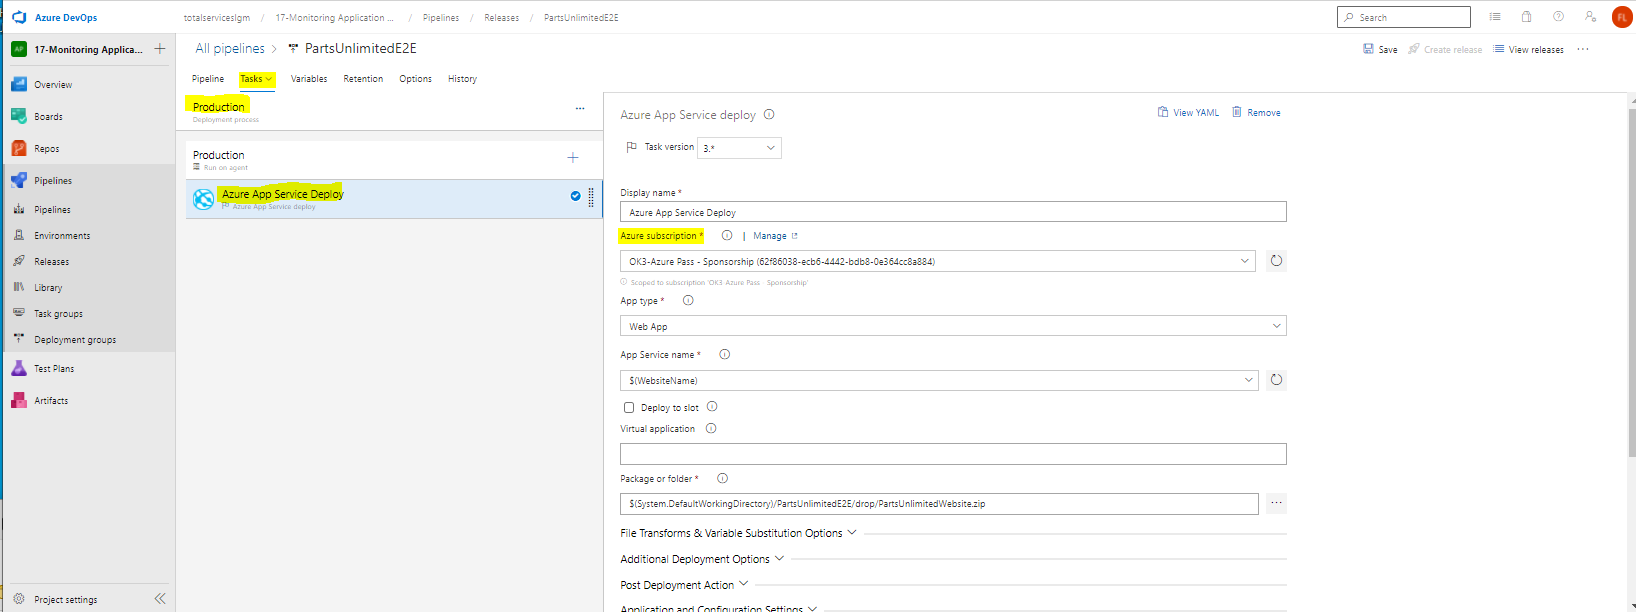 Azure DevOps
totalserviceslgm / 17-Monitoring Application ... / Pipelines / Releases / PartsUnlimitedE2E
Search
FL
AP 17-Monitoring Applica... +
Overview
Boards
Repos
Pipelines
Pipelines
Environments
Releases
Library
Task groups
Deployment groups
Test Plans
Artifacts
Project settings
All pipelines > PartsUnlimitedE2E
Save Create release View releases ...
Pipeline Tasks Variables Retention Options History
Production ...
Deployment process
Production +
Run on agent
Azure App Service Deploy
Azure App Service deploy
Azure App Service deploy
View YAML Remove
Task version 3.*
Display name *
Azure App Service Deploy
Azure subscription * | Manage
OK3-Azure Pass - Sponsorship (62f86038-ecb6-4442-bdb8-0e364cc8a884)
Scoped to subscription 'OK3-Azure Pass - Sponsorship'
App type *
Web App
App Service name *
$(WebsiteName)
Deploy to slot
Virtual application
Package or folder *
$(System.DefaultWorkingDirectory)/PartsUnlimitedE2E/drop/PartsUnlimitedWebsite.zip ...
File Transforms & Variable Substitution Options
Additional Deployment Options
Post Deployment Action
Application and Configuration Settings